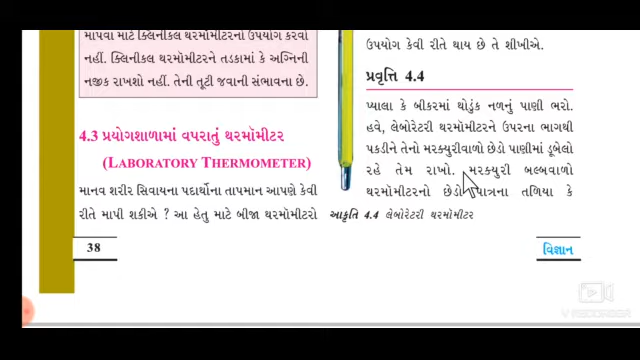 માપવા માટે ક્લિનીકલ થરમૉમીટરનો ઉપયોગ કરવો
નહીં. ક્લિનીકલ થરમૉમીટરને તડકામાં કે અગ્નિની
નજીક રાખશો નહીં. તેની તૂટી જવાની સંભાવના છે.
4.3 પ્રયોગશાળામાં વપરાતું થરમૉમીટર
(LABORATORY THERMOMETER)
માનવ શરીર સિવાયના પદાર્થોના તાપમાન આપણે કેવી
રીતે માપી શકીએ ? આ હેતુ માટે બીજા થરમૉમીટરો
ઉપયોગ કેવી રીતે થાય છે તે શીખીએ.
પ્રવૃત્તિ 4.4
પ્યાલા કે બીકરમાં થોડુંક નળનું પાણી ભરો.
હવે, લેબોરેટરી થરમૉમીટરને ઉપરના ભાગથી
પકડીને તેનો મરક્યુરીવાળો છેડો પાણીમાં ડૂબેલો
રહે તેમ રાખો. મરક્યુરી બલ્બવાળો
થરમૉમીટરનો છેડો પાત્રના તળિયા કે
આકૃતિ 4.4 લેબોરેટરી થરમૉમીટર
38
વિજ્ઞાન
V RECORDER